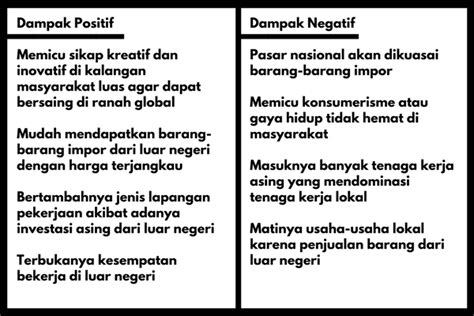 Dampak Positif
Memicu sikap kreatif dan
inovatif di kalangan
masyarakat luas agar dapat
bersaing di ranah global
Mudah mendapatkan barang-
barang impor dari luar negeri
dengan harga terjangkau
Bertambahnya jenis lapangan
pekerjaan akibat adanya
investasi asing dari luar negeri
Terbukanya kesempatan
bekerja di luar negeri
Dampak Negatif
Pasar nasional akan dikuasai
barang-barang impor
Memicu konsumerisme atau
gaya hidup tidak hemat di
masyarakat
Masuknya banyak tenaga kerja
asing yang mendominasi
tenaga kerja lokal
Matinya usaha-usaha lokal
karena penjualan barang dari
luar negeri